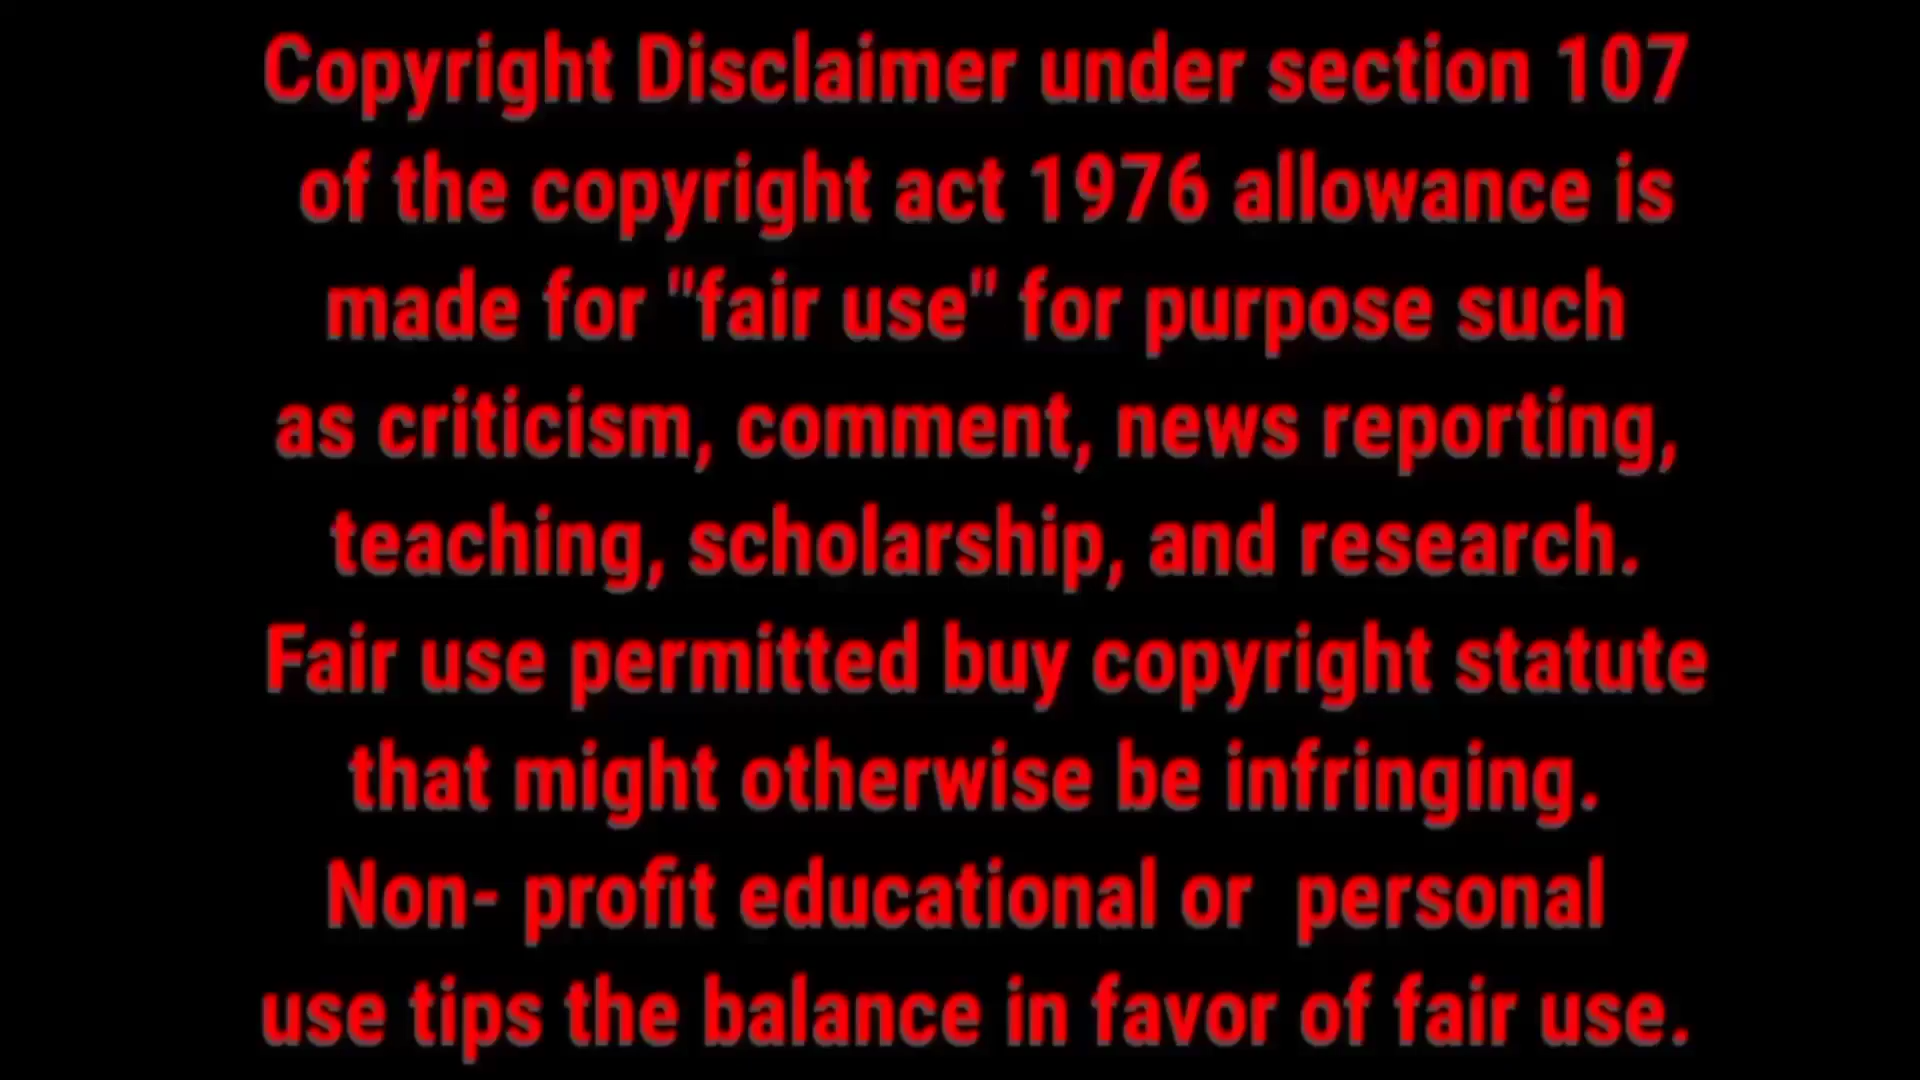 Copyright Disclaimer under section 107
of the copyright act 1976 allowance is
made for "fair use" for purpose such
as criticism, comment, news reporting,
teaching, scholarship, and research.
Fair use permitted buy copyright statute
that might otherwise be infringing.
Non- profit educational or  personal
use tips the balance in favor of fair use.